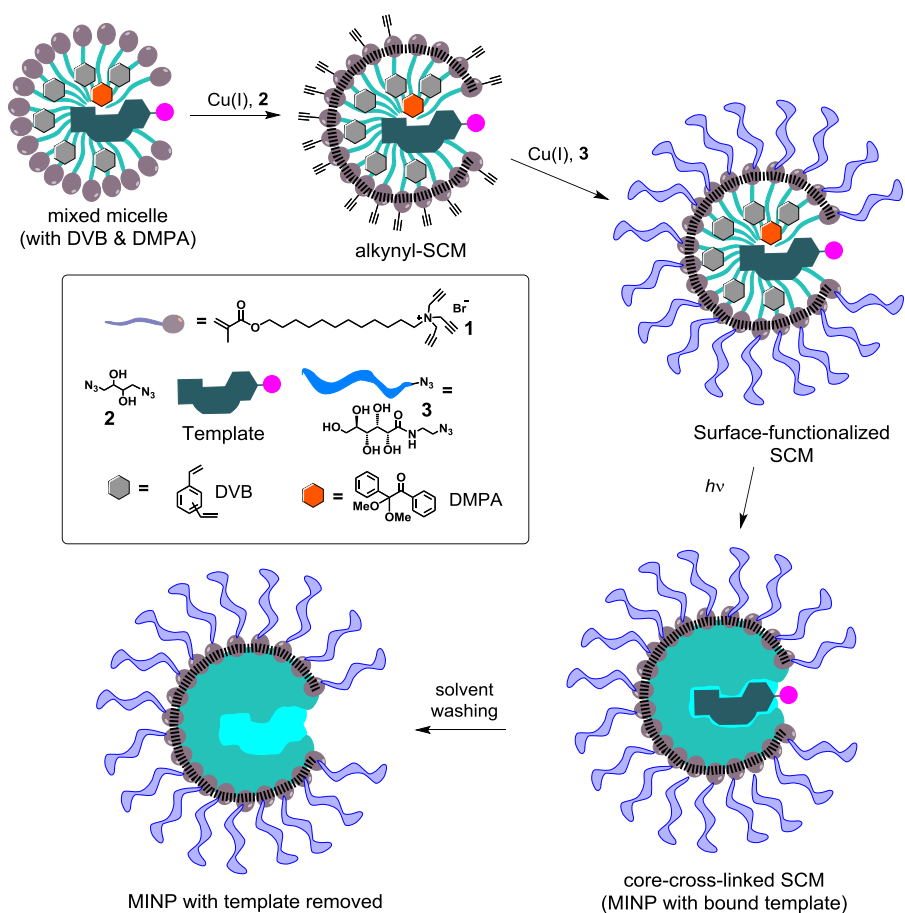 Cu(I), 2
mixed micelle
(with DVB & DMPA)
alkynyl-SCM
Cu(I), 3
Surface-functionalized
SCM
=
O
O
N
+
Br-
1
N3
OH
OH
N3
2
Template
N3 =
3
HO
OH
OH
OH
OH
OH
O
N
H
N3
=
DVB
=
O
MeO
OMe
DMPA
hν
solvent
washing
MINP with template removed
core-cross-linked SCM
(MINP with bound template)